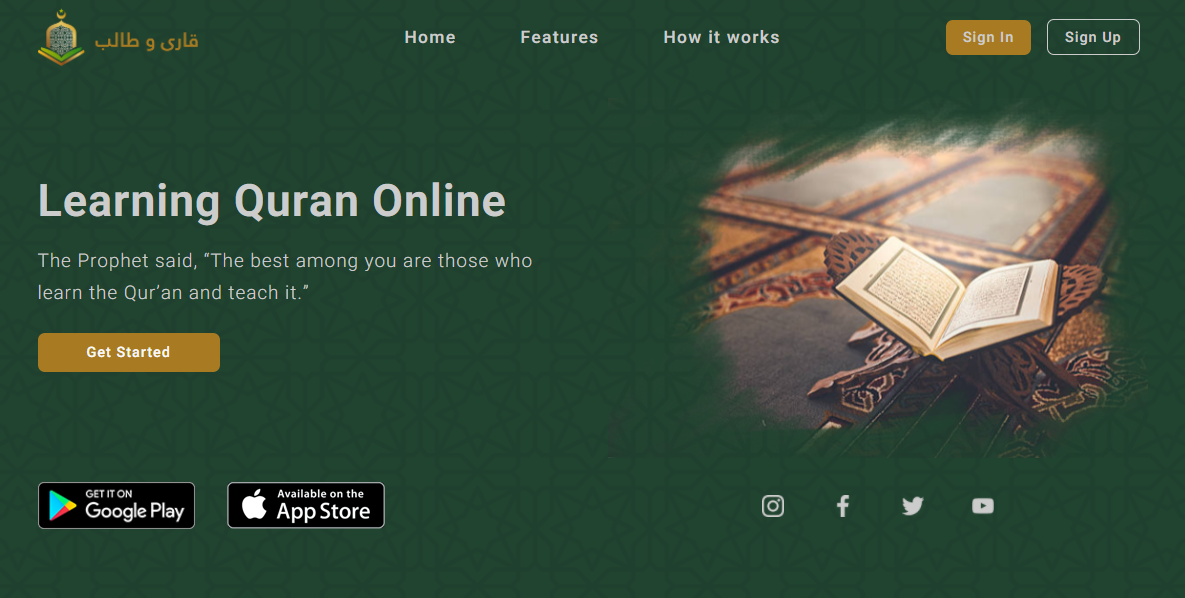 قاری و طالب
Home
Features
How it works
Sign In
Sign Up
Learning Quran Online
The Prophet said, “The best among you are those who
learn the Qur’an and teach it.”
Get Started
GET IT ON
Google Play
Available on the
App Store